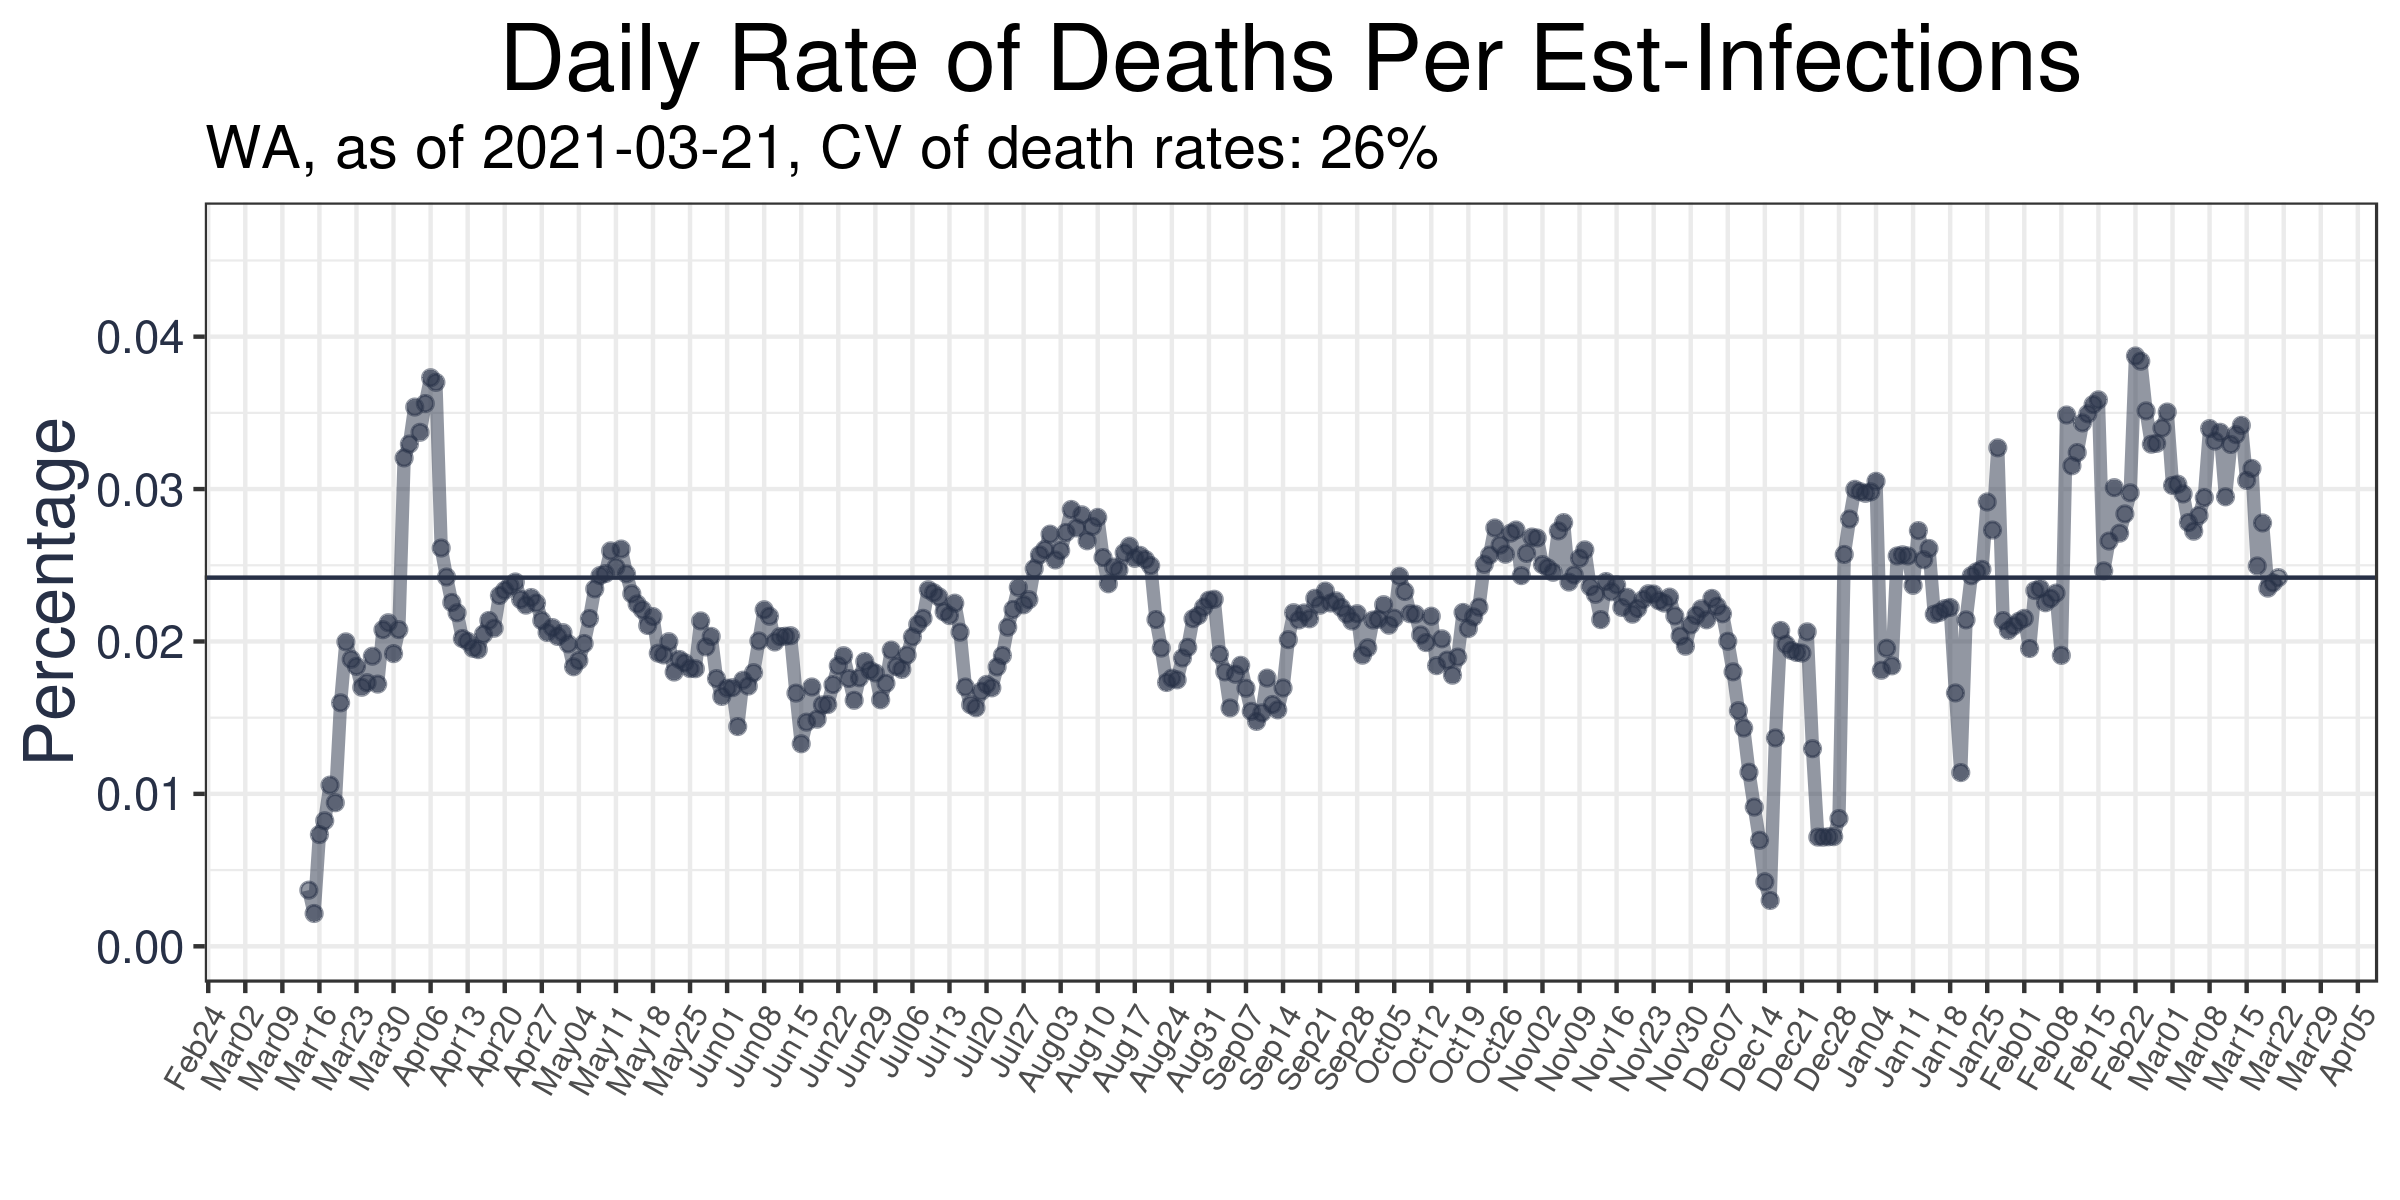 Daily Rate of Deaths Per Est-Infections
WA, as of 2021-03-21, CV of death rates: 26%
Percentage
0.04
0.03
0.02
0.01
0.00
Feb24 Mar02 Mar09 Mar16 Mar23 Mar30 Apr06 Apr13 Apr20 Apr27 May04 May11 May18 May25 Jun01 Jun08 Jun15 Jun22 Jun29 Jul06 Jul13 Jul20 Jul27 Aug03 Aug10 Aug17 Aug24 Aug31 Sep07 Sep14 Sep21 Sep28 Oct05 Oct12 Oct19 Oct26 Nov02 Nov09 Nov16 Nov23 Nov30 Dec07 Dec14 Dec21 Dec28 Jan04 Jan11 Jan18 Jan25 Feb01 Feb08 Feb15 Feb22 Mar01 Mar08 Mar15 Mar22 Mar29 Apr05